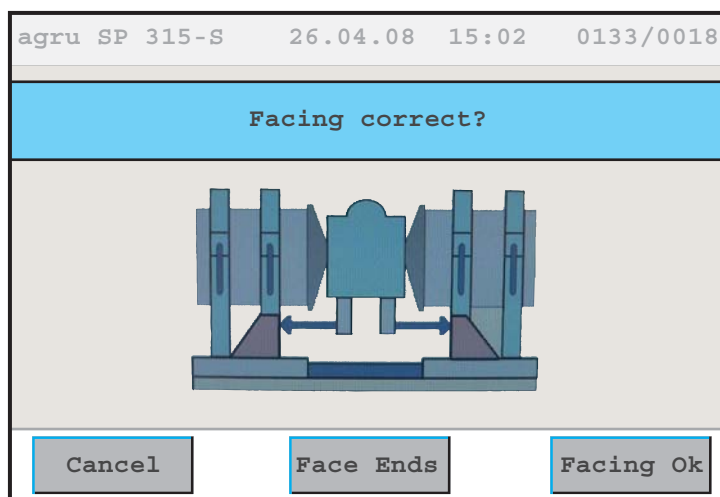 agru SP 315-S 26.04.08 15:02 0133/0018
Facing correct?
Cancel Face Ends Facing Ok